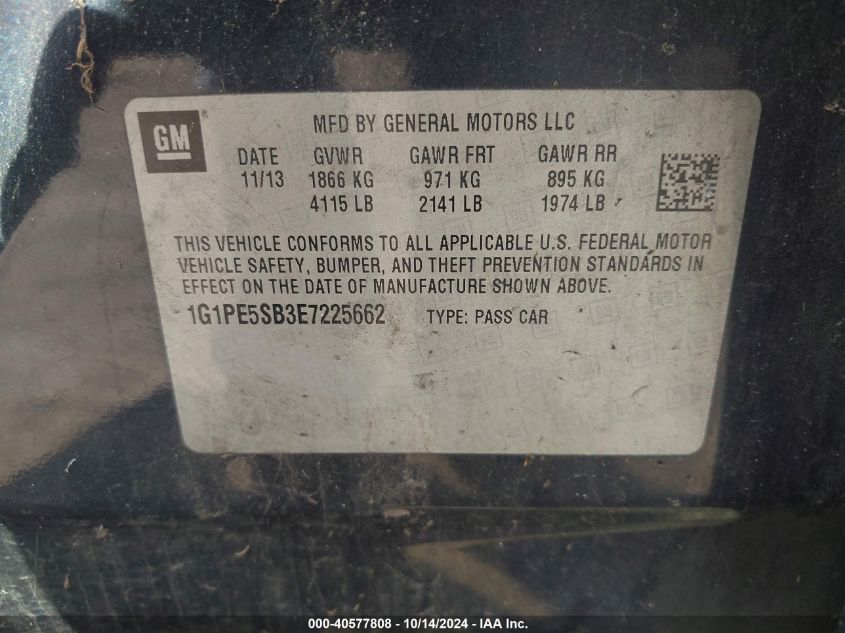 GM
MFD BY GENERAL MOTORS LLC
DATE GVWR GAWR FRT GAWR RR
11/13 1866 KG 971 KG 895 KG
4115 LB 2141 LB 1974 LB
THIS VEHICLE CONFORMS TO ALL APPLICABLE U.S. FEDERAL MOTOR
VEHICLE SAFETY, BUMPER, AND THEFT PREVENTION STANDARDS IN
EFFECT ON THE DATE OF MANUFACTURE SHOWN ABOVE.
1G1PE5SB3E7225662 TYPE: PASS CAR
000-40577808 - 10/14/2024 - IAA Inc.